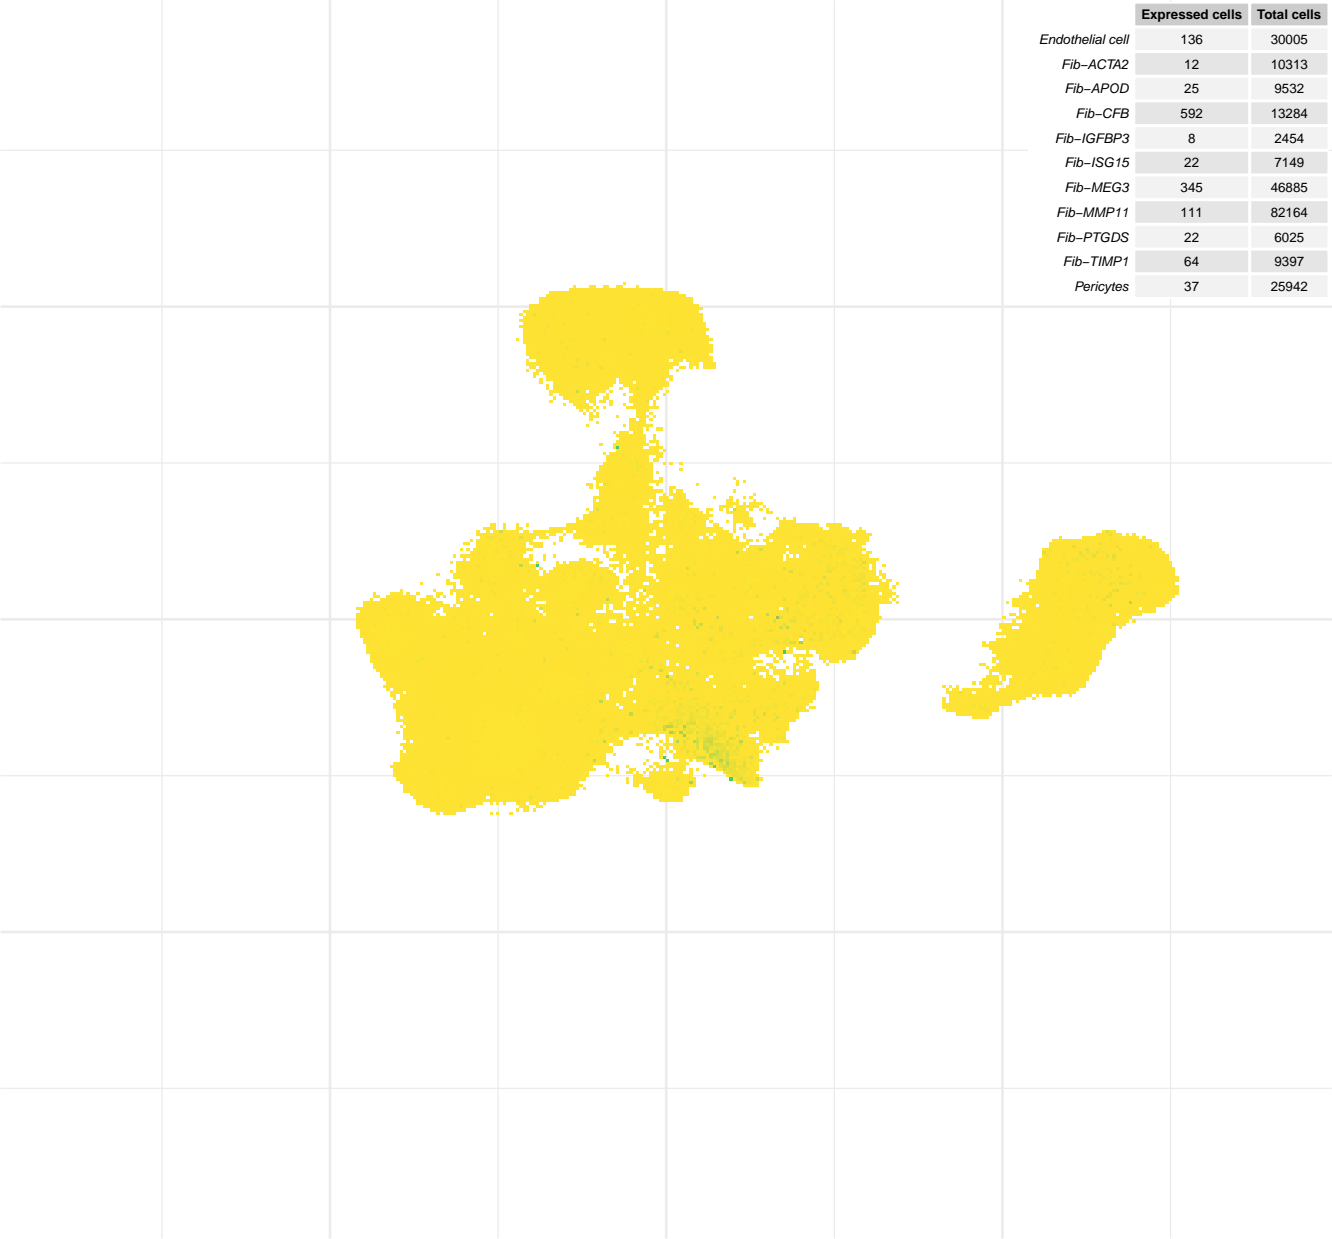 Expressed cells Total cells
Endothelial cell 136 30005
Fib−ACTA2 12 10313
Fib−APOD 25 9532
Fib−CFB 592 13284
Fib−IGFBP3 8 2454
Fib−ISG15 22 7149
Fib−MEG3 345 46885
Fib−MMP11 111 82164
Fib−PTGDS 22 6025
Fib−TIMP1 64 9397
Pericytes 37 25942